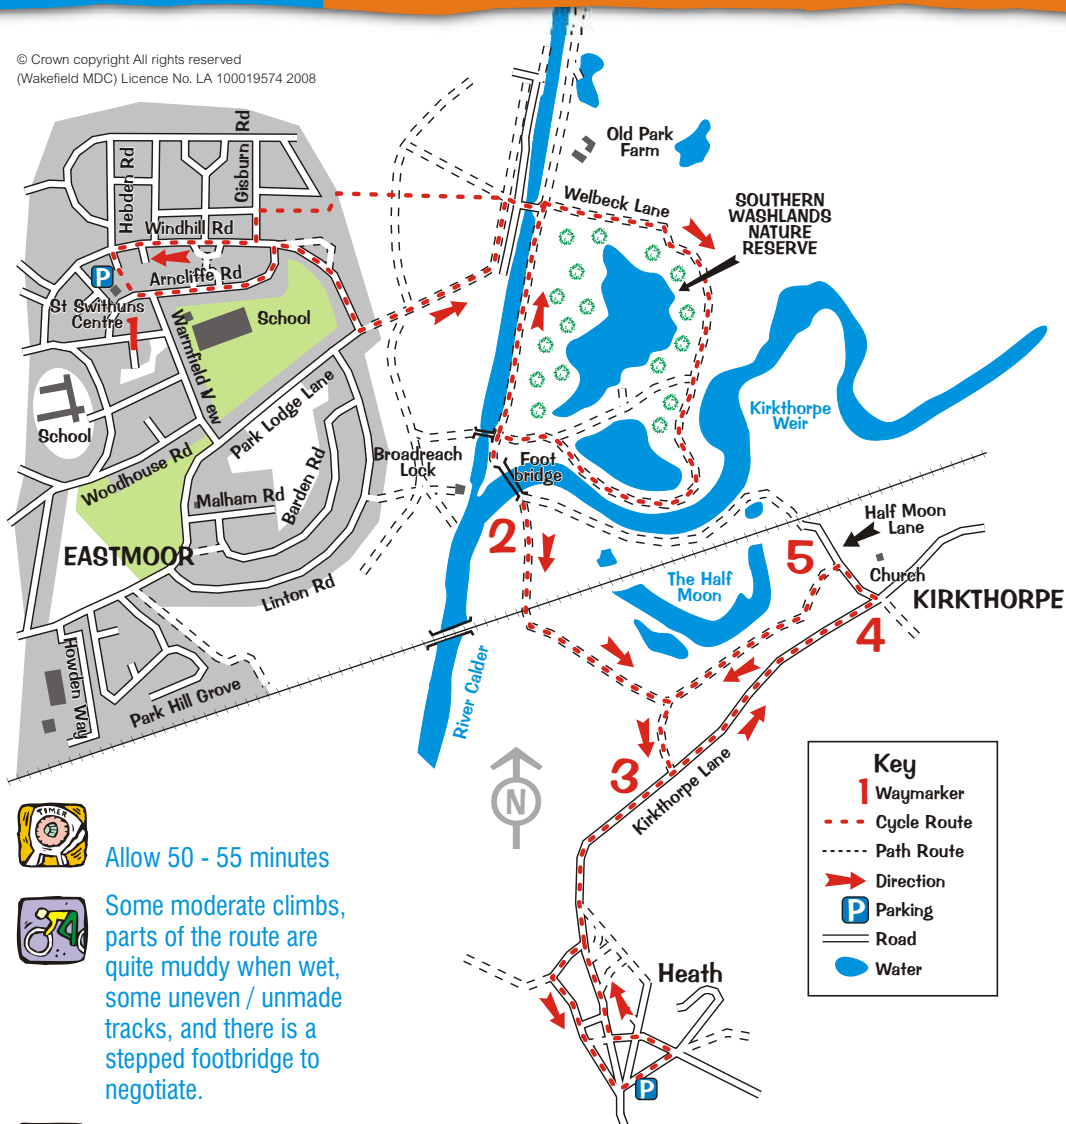 © Crown copyright All rights reserved
(Wakefield MDC) Licence No. LA 100019574 2008
Old Park
Farm
Welbeck Lane
SOUTHERN
WASHLANDS
NATURE
RESERVE
Gisburn Rd
Hebden Rd
Windhill Rd
P
Arncliffe Rd
St Swithuns
Centre
1
Warmfield View
School
School
Park Lodge Lane
Woodhouse Rd
Barden Rd
Malham Rd
EASTMOOR
Linton Rd
Howden Way
Park Hill Grove
Broadreach
Lock
Foot
bridge
Kirkthorpe
Weir
2
Half Moon
Lane
5
The Half
Moon
Church
KIRKTHORPE
4
River Calder
3
Kirkthorpe Lane
N
Heath
P
Key
1 Waymarker
Cycle Route
Path Route
Direction
P Parking
Road
Water
TIMER
Allow 50 - 55 minutes
Some moderate climbs,
parts of the route are
quite muddy when wet,
some uneven / unmade
tracks, and there is a
stepped footbridge to
negotiate.